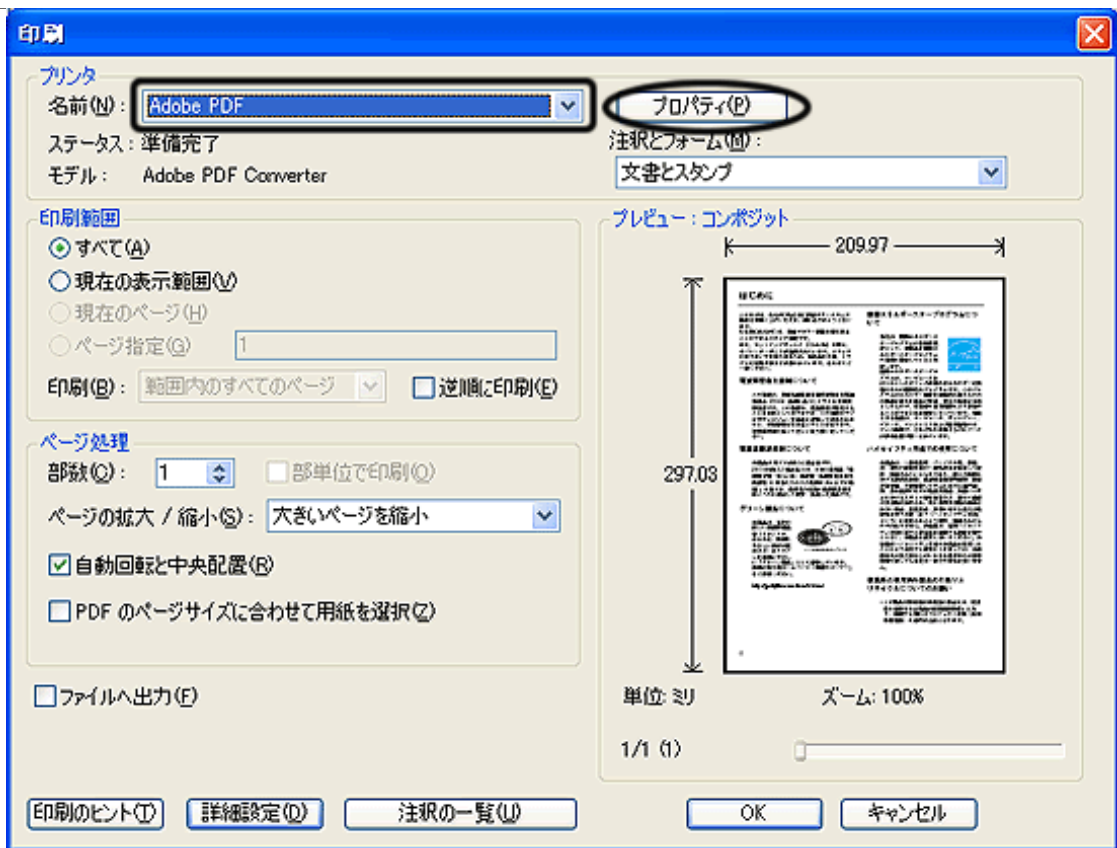 印刷
プリンタ
名前(N): Adobe PDF プロパティ(P)
ステータス: 準備完了 注釈とフォーム(M):
モデル: Adobe PDF Converter 文書とスタンプ
印刷範囲
すべて(A)
現在の表示範囲(V)
現在のページ(H)
ページ指定(G) 1
印刷(B): 範囲内のすべてのページ 逆順に印刷(E)
ページ処理
部数(C): 1 部単位で印刷(O)
ページの拡大 / 縮小(S): 大きいページを縮小
自動回転と中央配置(R)
PDF のページサイズに合わせて用紙を選択(Z)
ファイルへ出力(F)
プレビュー: コンポジット
209.97
297.03
はじめに
単位: ミリ ズーム: 100%
1/1 (1)
印刷のヒント(T) 詳細設定(D) 注釈の一覧(U) OK キャンセル